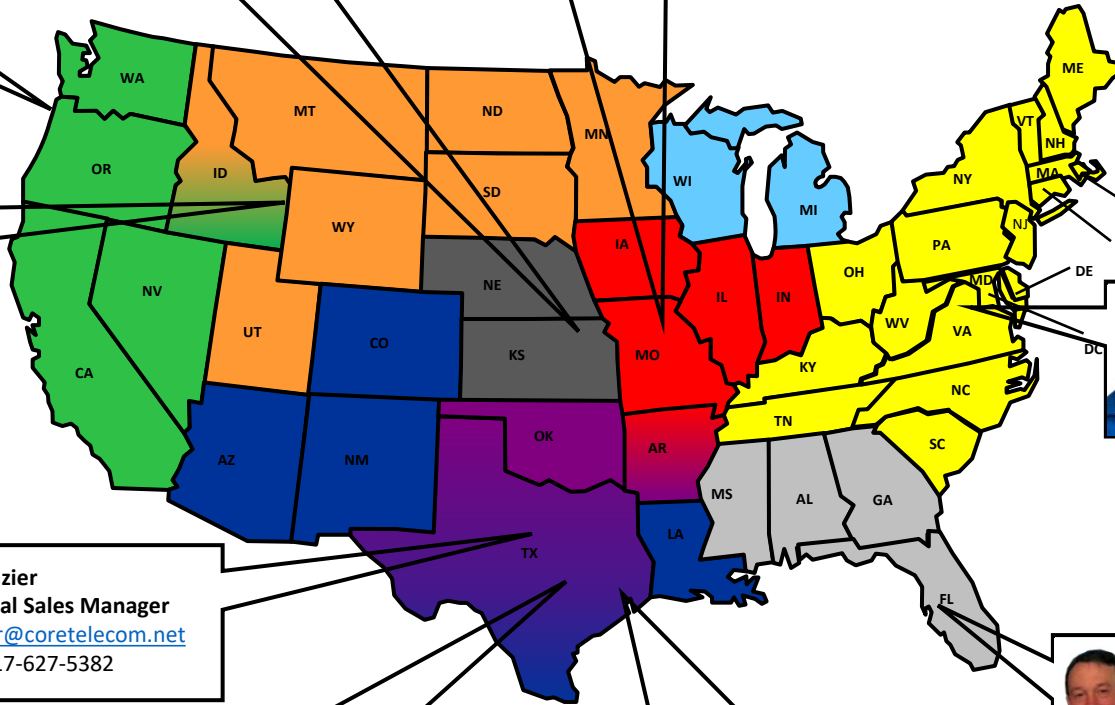 WA
MT
ND
MN
OR
ID
SD
WI
MI
ME
VT
NH
NY
MA
WY
NJ
PA
IA
NE
OH
MD
DE
NV
UT
CO
IL
IN
WV
VA
DC
KS
MO
CA
KY
NC
TN
OK
SC
AZ
NM
AR
MS
AL
GA
LA
TX
FL
zier
al Sales Manager
r@coretelecom.net
17-627-5382